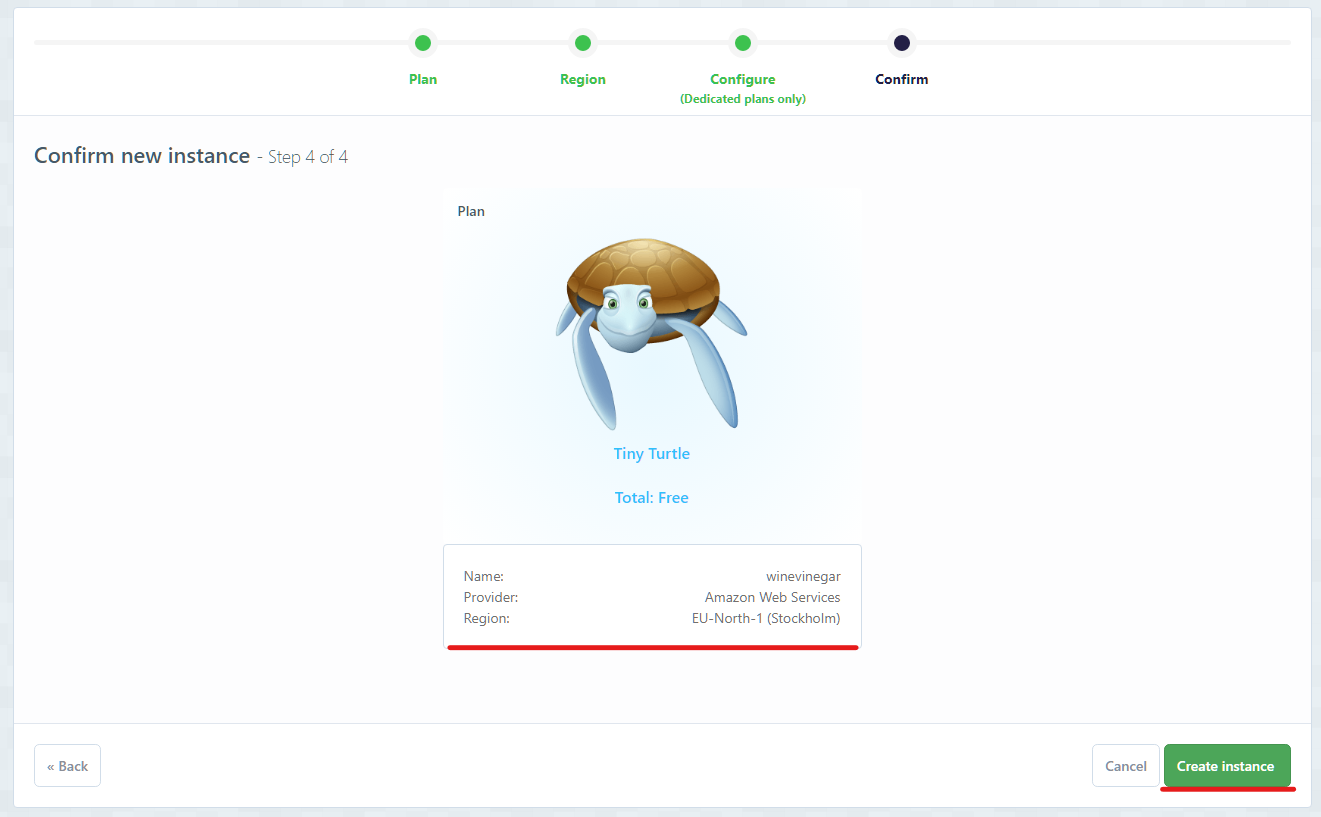 Plan
Region
Configure
(Dedicated plans only)
Confirm
Confirm new instance - Step 4 of 4
Plan
Tiny Turtle
Total: Free
Name: winevinegar
Provider: Amazon Web Services
Region: EU-North-1 (Stockholm)
« Back
Cancel
Create instance